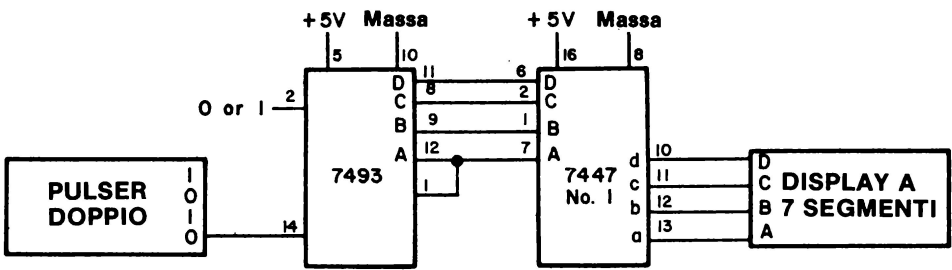 +5V Massa
+5V Massa
5
10
16
8
D 11 6 D
C 8 2 C
B 9 1 B
A 12 7 A
0 or 1 2
7493
1
7447
No. 1
PULSER
DOPPIO
1
0
1
0
14
d 10 D
c 11 C
b 12 B
a 13 A
DISPLAY A
7 SEGMENTI